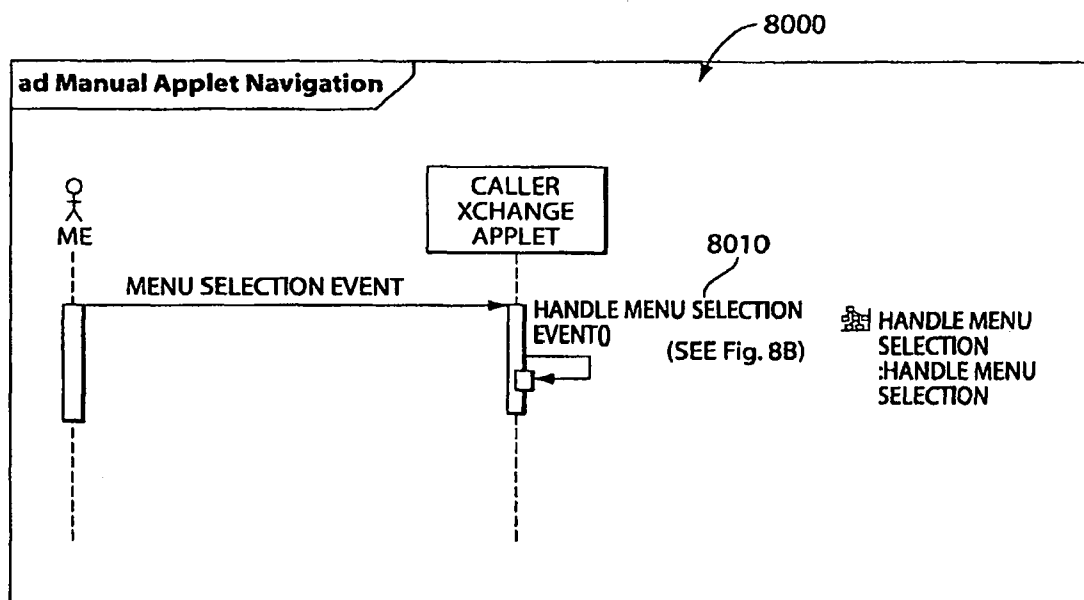 8000
ad Manual Applet Navigation
CALLER
XCHANGE
APPLET
ME
8010
MENU SELECTION EVENT
HANDLE MENU SELECTION
EVENT()
(SEE Fig. 8B)
HANDLE MENU
SELECTION
:HANDLE MENU
SELECTION